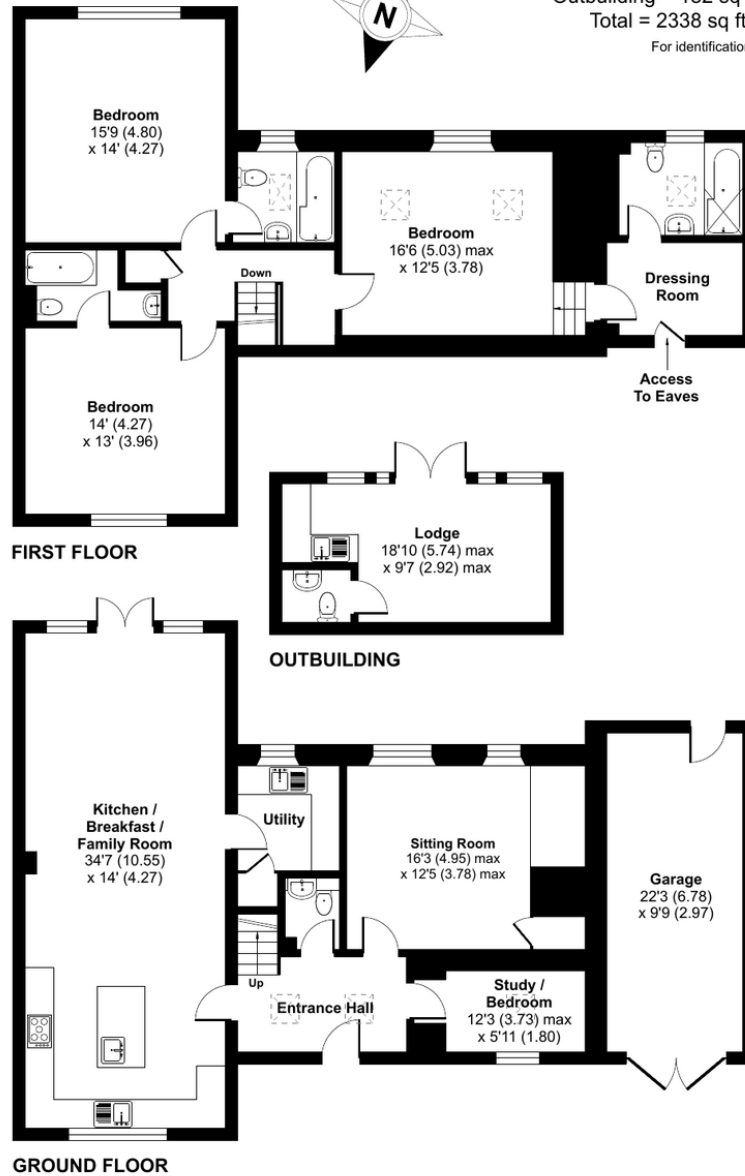 N
Outbuilding = 182 sq
Total = 2338 sq ft
For identification
Bedroom
15'9 (4.80)
x 14' (4.27)
Bedroom
16'6 (5.03) max
x 12'5 (3.78)
Down
Dressing
Room
Access
To Eaves
Bedroom
14' (4.27)
x 13' (3.96)
FIRST FLOOR
Lodge
18'10 (5.74) max
x 9'7 (2.92) max
OUTBUILDING
Kitchen /
Breakfast /
Family Room
34'7 (10.55)
x 14' (4.27)
Utility
Sitting Room
16'3 (4.95) max
x 12'5 (3.78) max
Garage
22'3 (6.78)
x 9'9 (2.97)
Up
Entrance Hall
Study /
Bedroom
12'3 (3.73) max
x 5'11 (1.80)
GROUND FLOOR